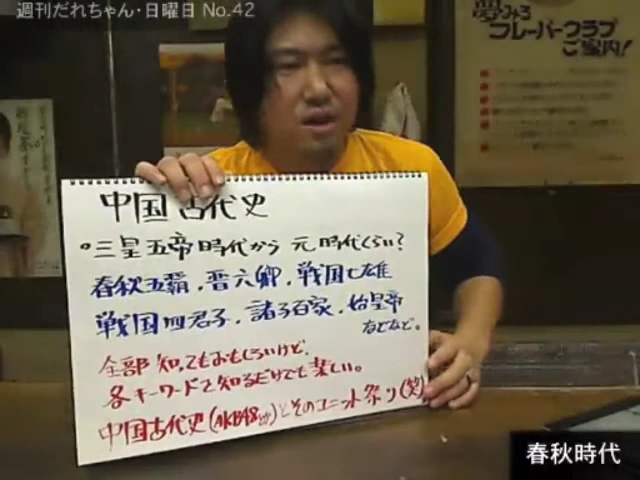 週刊だれちゃん・日曜日 No.42
夢みろ
フレーバークラブ
ご案内!
中国古代史
。三皇五帝時代から元時代くらい?
春秋五覇、晋六卿、戦国七雄
戦国四君子、諸子百家、始皇帝
などなど。
全部知ってもおもしろいけど、
各キーワードで知るだけでも楽しい。
中国古代史(AKB48)とそのユニット祭り(笑)
春秋時代